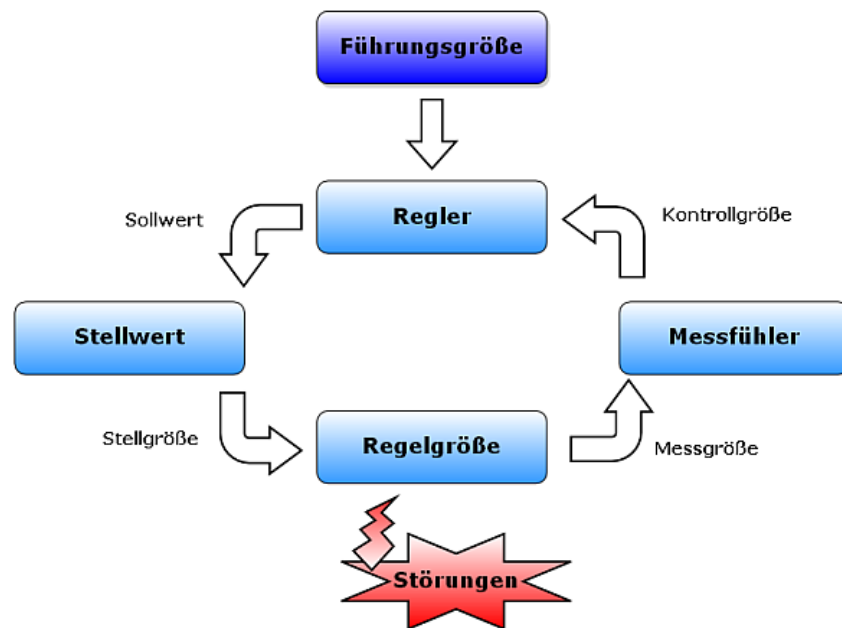 Führungsgröße
Sollwert
Regler
Kontrollgröße
Stellwert
Messfühler
Stellgröße
Regelgröße
Messgröße
Störungen